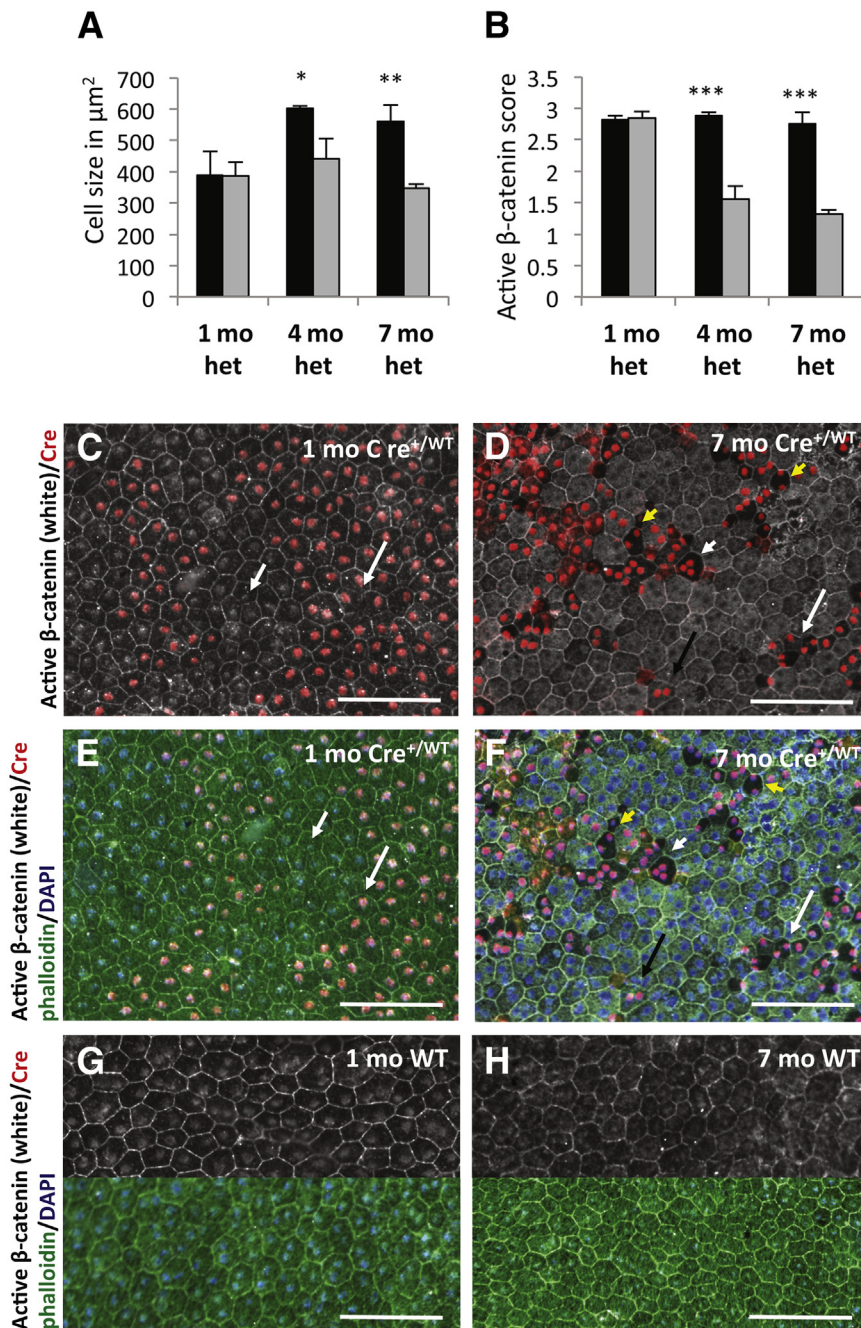 A
Cell size in µm²
700
600
500
400
300
200
100
0
*
**
1 mo
het
4 mo
het
7 mo
het
B
Active β-catenin score
3.5
3
2.5
2
1.5
1
0.5
0
***
***
1 mo
het
4 mo
het
7 mo
het
Active β-catenin (white)/Cre
C
1 mo C re+/WT
D
7 mo Cre+/WT
Active β-catenin (white)/Cre
phalloidin/DAPI
E
1 mo Cre+/WT
F
7 mo Cre+/WT
Active β-catenin (white)/Cre
phalloidin/DAPI
G
1 mo WT
H
7 mo WT